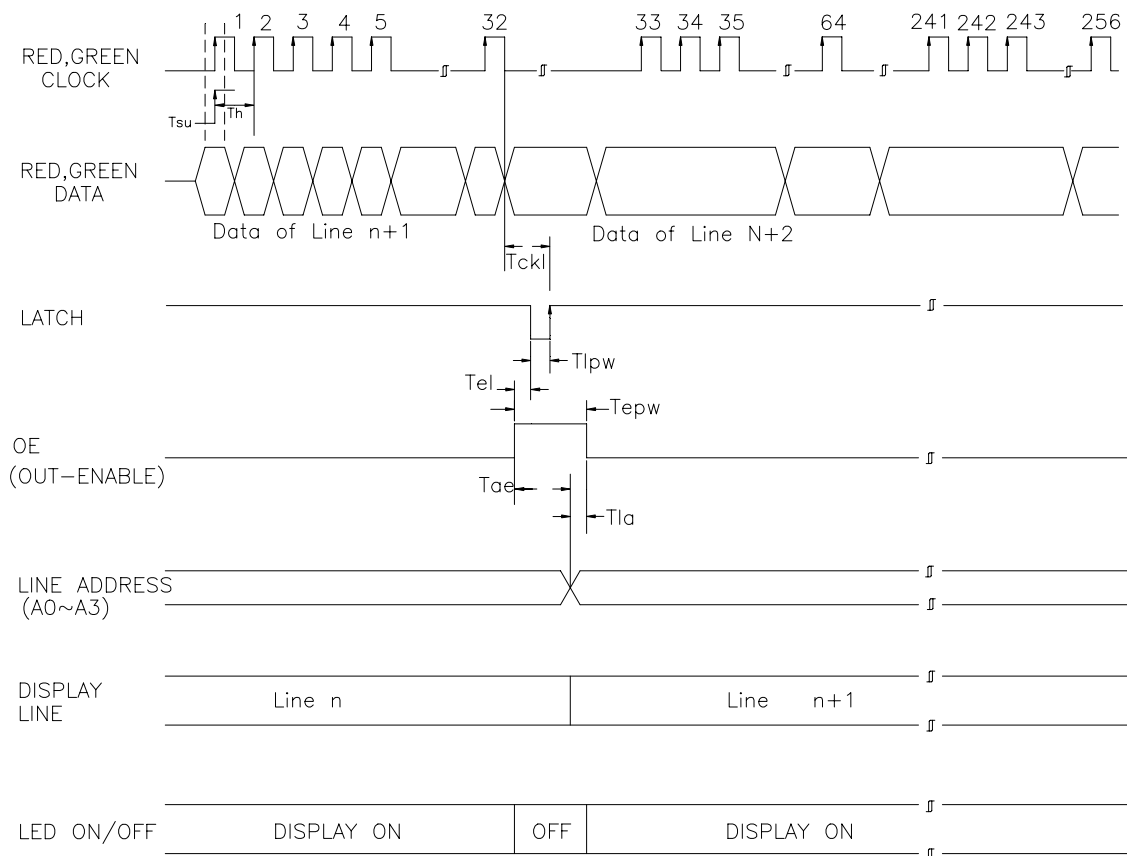 1 2 3 4 5 32 33 34 35 64 241 242 243 256
RED,GREEN
CLOCK
Tsu
Th
RED,GREEN
DATA
Data of Line n+1
Data of Line N+2
Tckl
LATCH
Tlpw
Tel
Tepw
OE
(OUT-ENABLE)
Tae
Tla
LINE ADDRESS
(A0~A3)
DISPLAY
LINE
Line n
Line n+1
LED ON/OFF
DISPLAY ON
OFF
DISPLAY ON